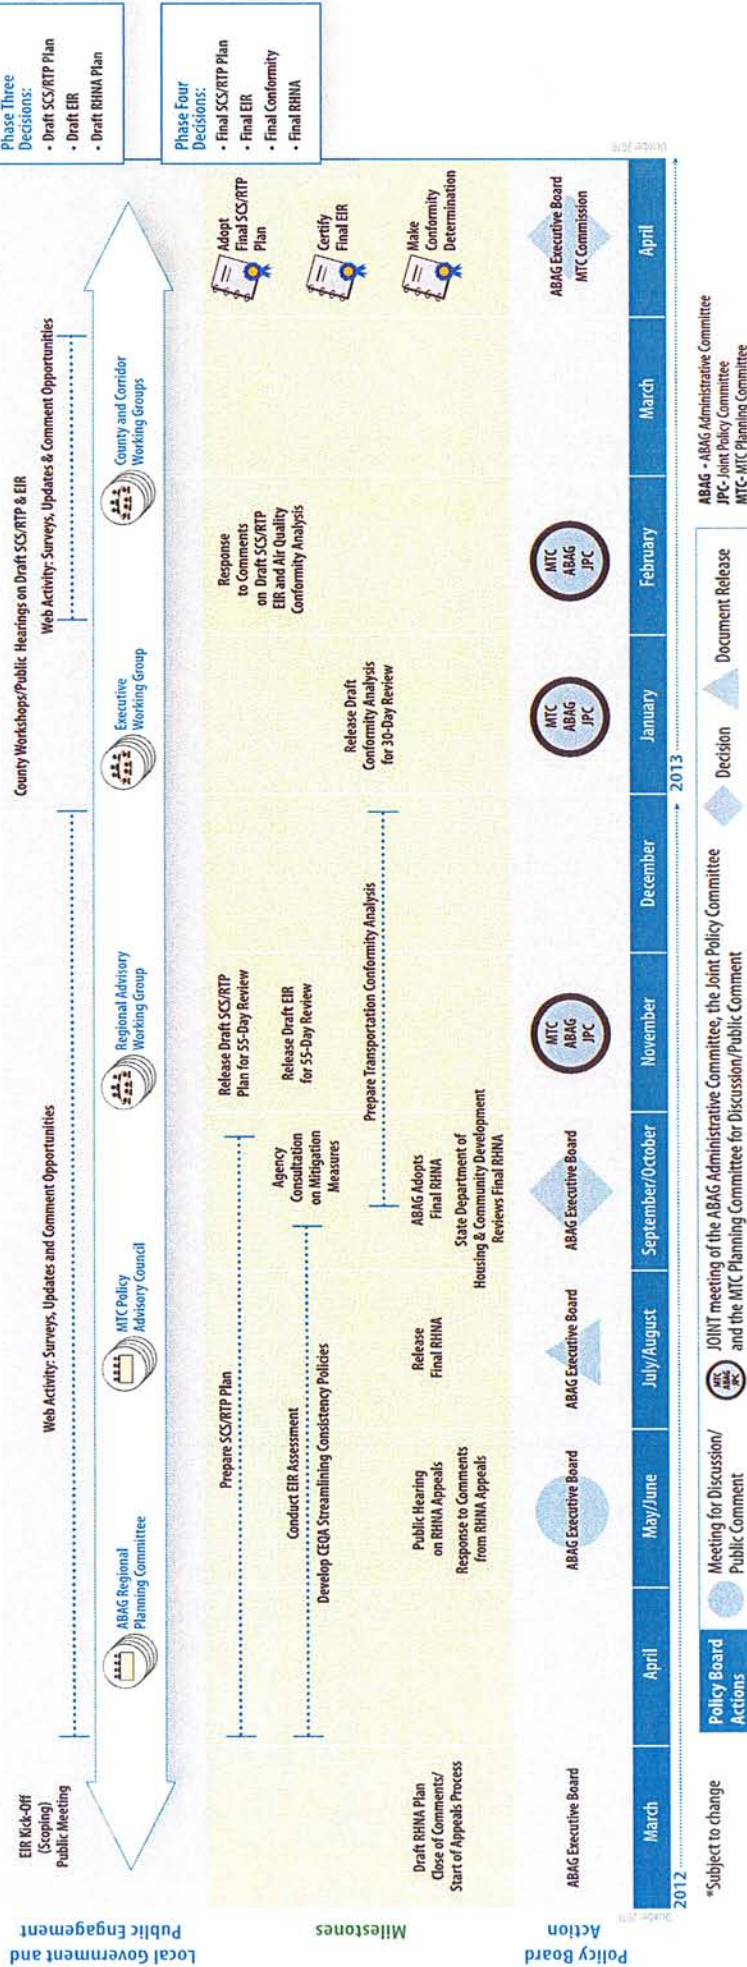 Phase Three
Decisions:
• Draft SCS/RTP Plan
• Draft EIR
• Draft RHNA Plan
Phase Four
Decisions:
• Final SCS/RTP Plan
• Final EIR
• Final Conformity
• Final RHNA
Local Government and
Public Engagement
EIR Kick-Off
(Scoping)
Public Meeting
Web Activity: Surveys, Updates and Comment Opportunities
County Workshops/Public Hearings on Draft SCS/RTP & EIR
Web Activity: Surveys, Updates & Comment Opportunities
ABAG Regional
Planning Committee
MTC Policy
Advisory Council
Regional Advisory
Working Group
Executive
Working Group
County and Corridor
Working Groups
Milestones
Prepare SCS/RTP Plan
Conduct EIR Assessment
Develop CEQA Streamlining Consistency Policies
Draft RHNA Plan
Close of Comments/
Start of Appeals Process
Public Hearing
on RHNA Appeals
Response to Comments
from RHNA Appeals
Release
Final RHNA
Agency
Consultation
on Mitigation
Measures
ABAG Adopts
Final RHNA
State Department of
Housing & Community Development
Reviews Final RHNA
Release Draft SCS/RTP
Plan for 55-Day Review
Release Draft EIR
for 55-Day Review
Prepare Transportation Conformity Analysis
Release Draft
Conformity Analysis
for 30-Day Review
Response
to Comments
on Draft SCS/RTP
EIR and Air Quality
Conformity Analysis
Adopt
Final SCS/RTP
Plan
Certify
Final EIR
Make
Conformity
Determination
Policy Board
Action
ABAG Executive Board
ABAG Executive Board
ABAG Executive Board
ABAG Executive Board
MTC
ABAG
JPC
MTC
ABAG
JPC
MTC
ABAG
JPC
ABAG Executive Board
MTC Commission
March
April
May/June
July/August
September/October
November
December
January
February
March
April
2012
2013
*Subject to change
Policy Board
Actions
Meeting for Discussion/
Public Comment
MTC
ABAG
JPC
JOINT meeting of the ABAG Administrative Committee, the Joint Policy Committee
and the MTC Planning Committee for Discussion/Public Comment
Decision
Document Release
ABAG - ABAG Administrative Committee
JPC- Joint Policy Committee
MTC- MTC Planning Committee